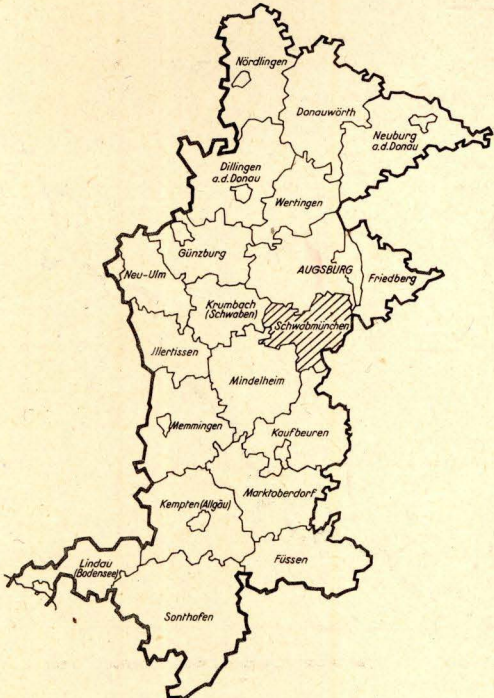 Nördlingen
Donauwörth
Neuburg
a.d.Donau
Dillingen
a.d.Donau
Wertingen
Günzburg
Neu-Ulm
AUGSBURG
Friedberg
Krumbach
(Schwaben)
Schwabmünchen
Jllertissen
Mindelheim
Memmingen
Kaufbeuren
Marktoberdorf
Kempten (Allgäu)
Lindau
(Bodensee)
Füssen
Sonthofen